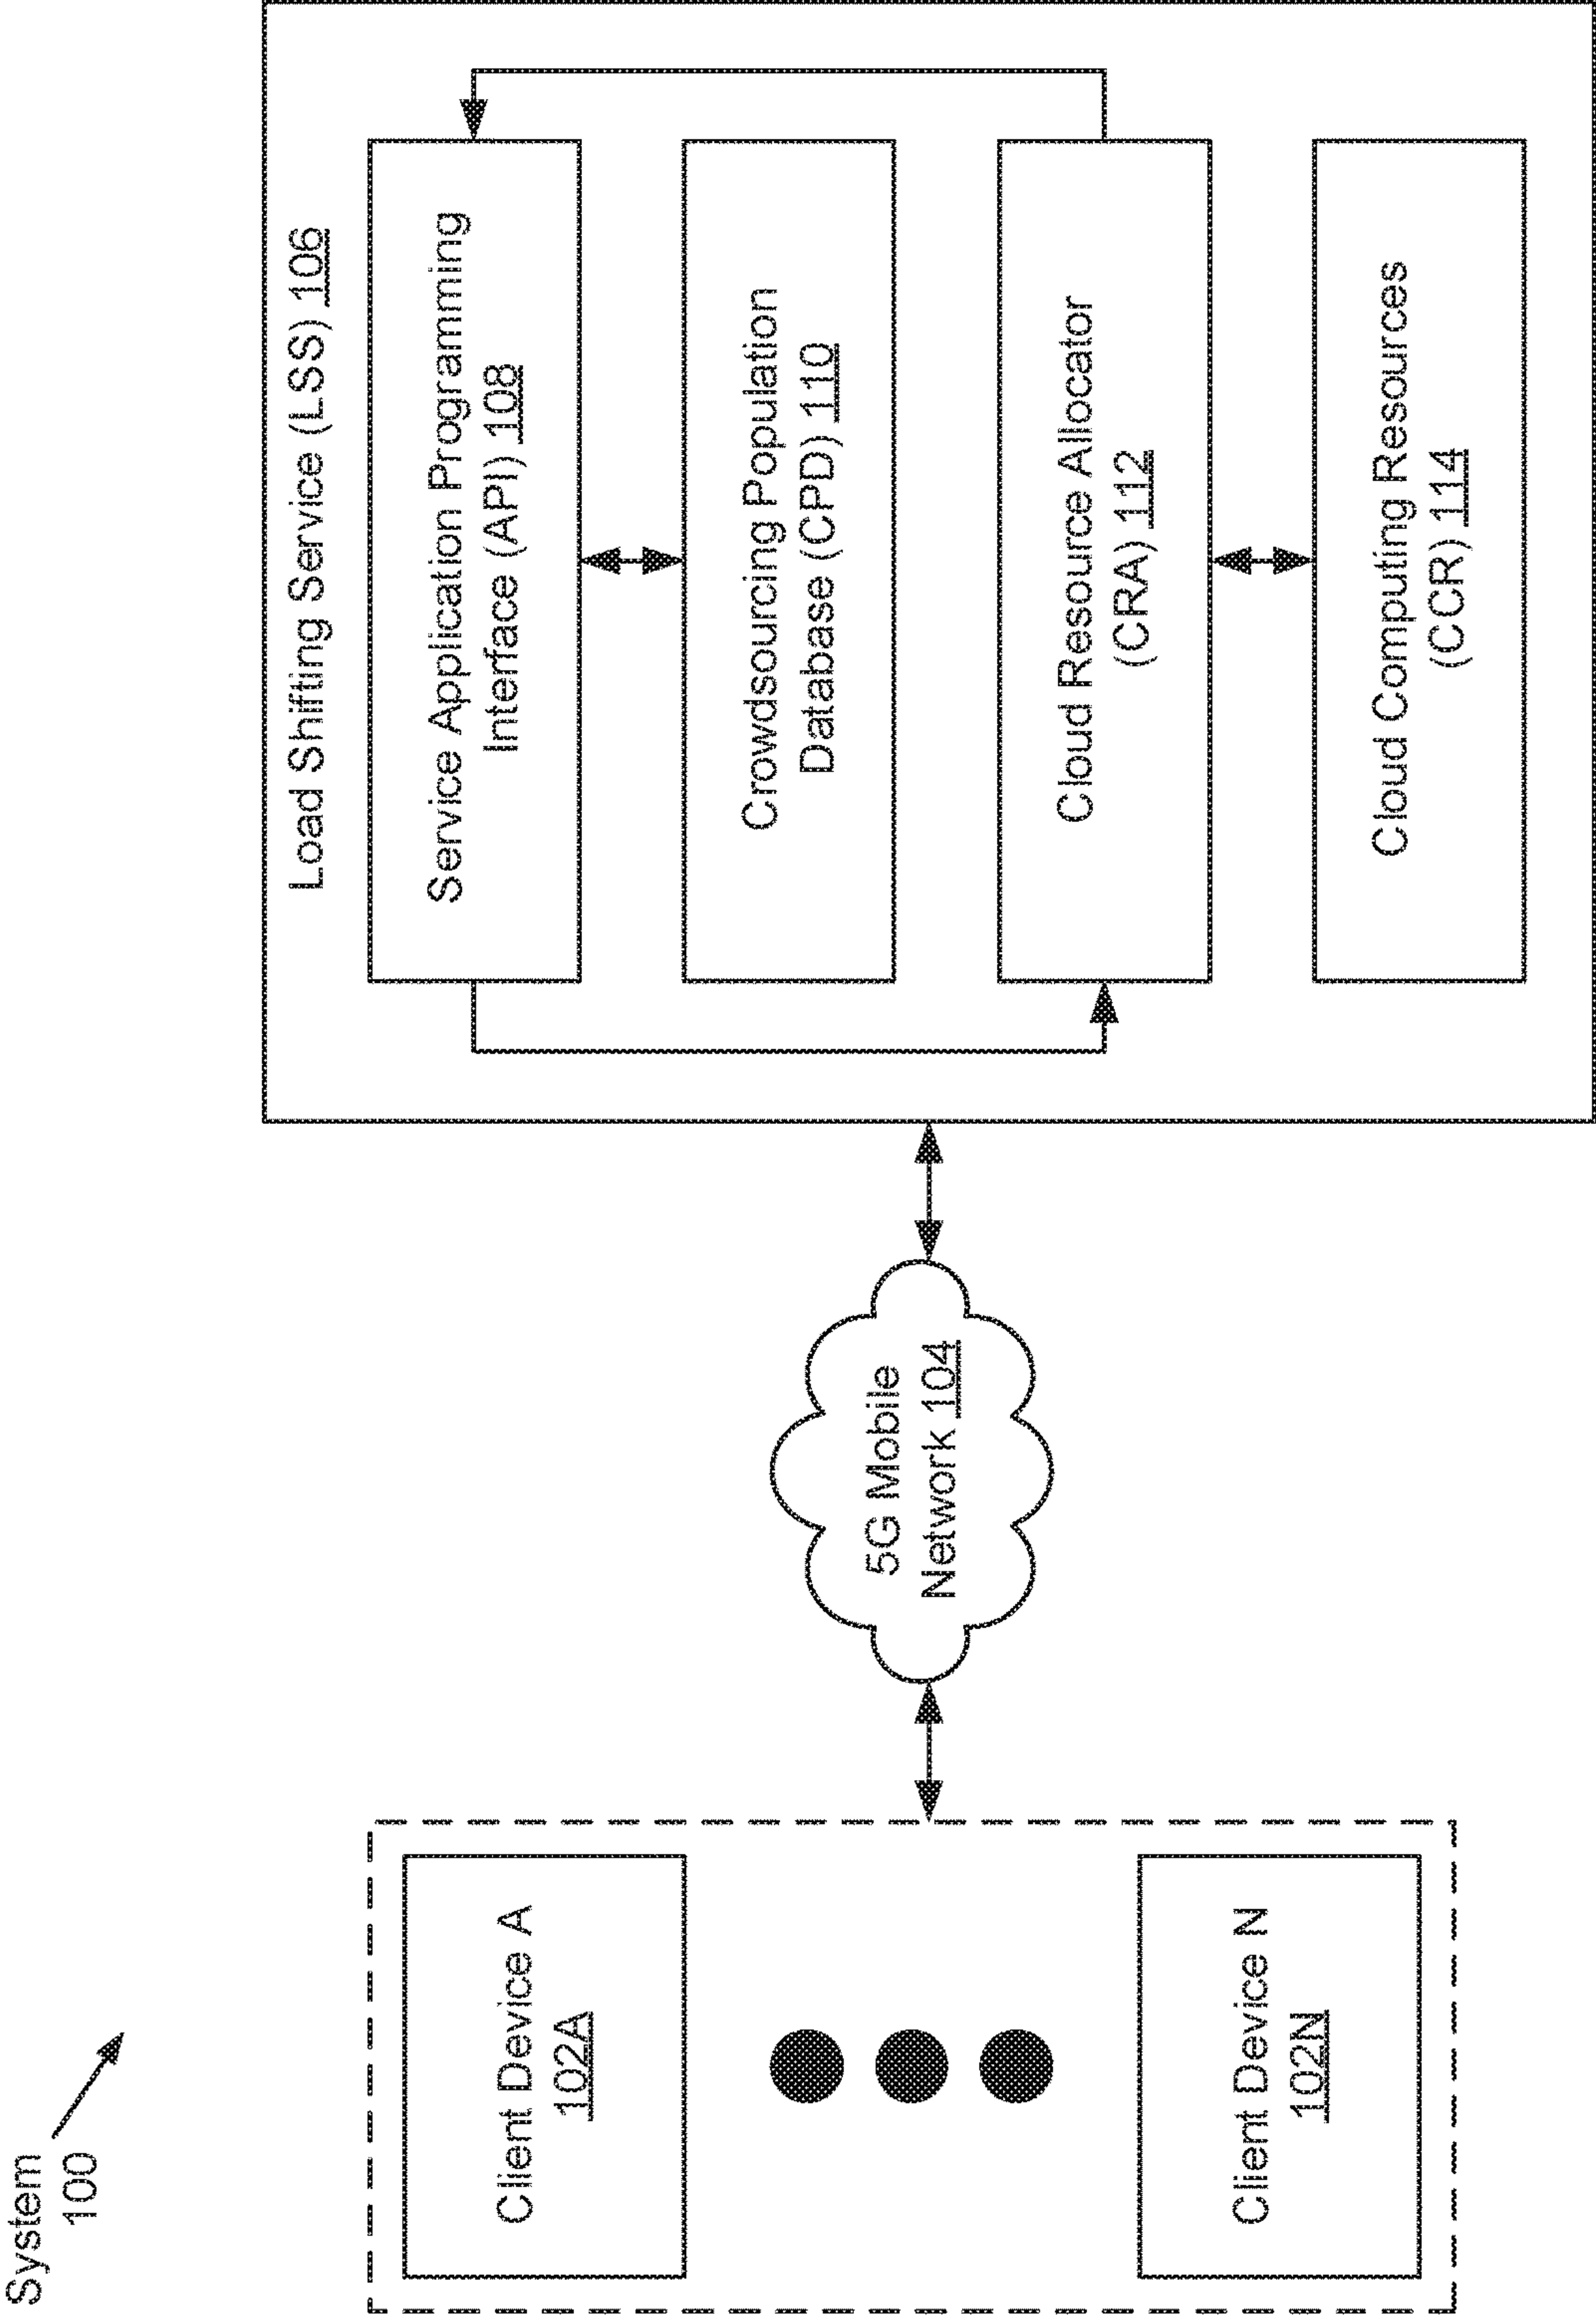 System
100
Client Device A
102A
Client Device N
102N
5G Mobile
Network 104
Load Shifting Service (LSS) 106
Service Application Programming
Interface (API) 108
Crowdsourcing Population
Database (CPD) 110
Cloud Resource Allocator
(CRA) 112
Cloud Computing Resources
(CCR) 114